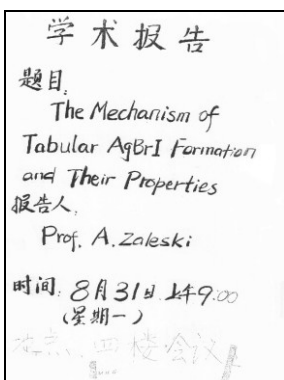 学术报告
题目:
The Mechanism of
Tabular AgBrI Formation
and Their Properties
报告人:
Prof. A. Zaleski
时间: 8月31日 上午9:00
(星期一)
地点: 四楼会议